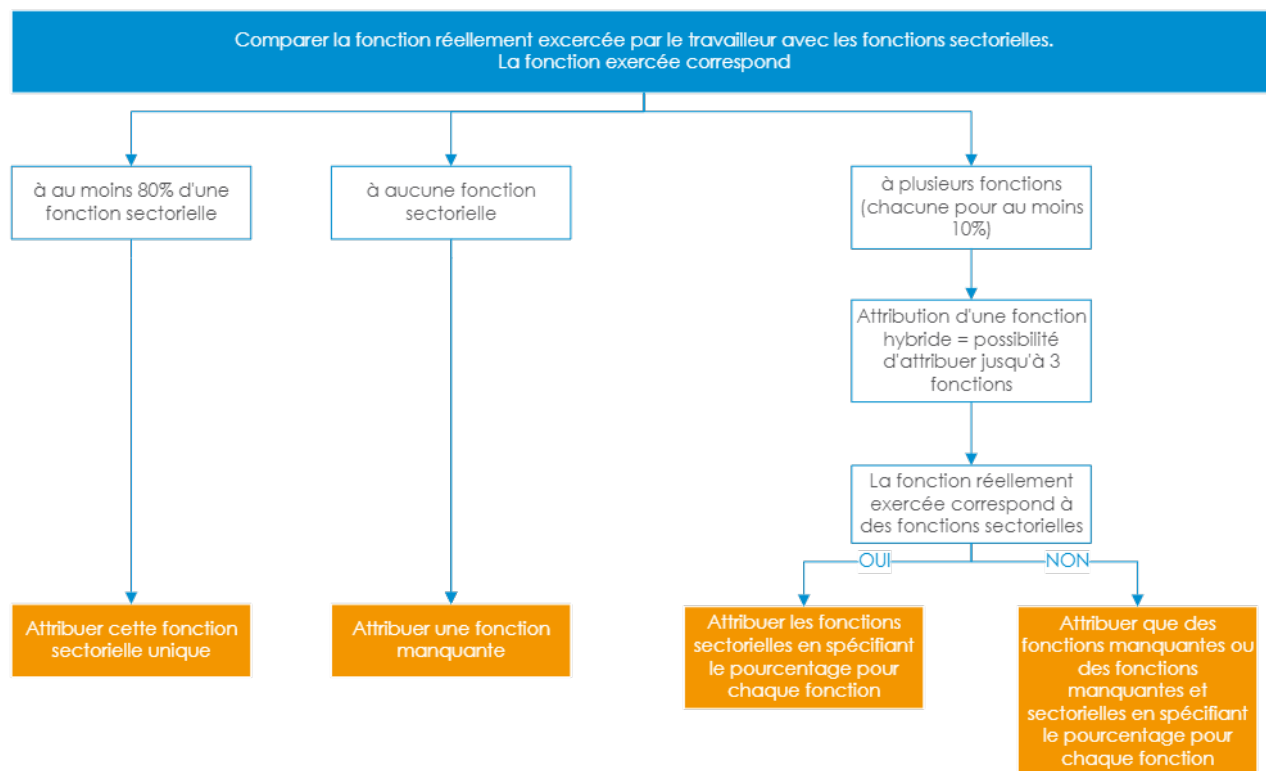 Comparer la fonction réellement excercée par le travailleur avec les fonctions sectorielles.
La fonction exercée correspond
à au moins 80% d'une
fonction sectorielle
à aucune fonction
sectorielle
à plusieurs fonctions
(chacune pour au moins
10%)
Attribution d'une fonction
hybride = possibilité
d'attribuer jusqu'à 3
fonctions
La fonction réellement
exercée correspond à
des fonctions sectorielles
OUI
NON
Attribuer cette fonction
sectorielle unique
Attribuer une fonction
manquante
Attribuer les fonctions
sectorielles en spécifiant
le pourcentage pour
chaque fonction
Attribuer que des
fonctions manquantes ou
des fonctions
manquantes et
sectorielles en spécifiant
le pourcentage pour
chaque fonction